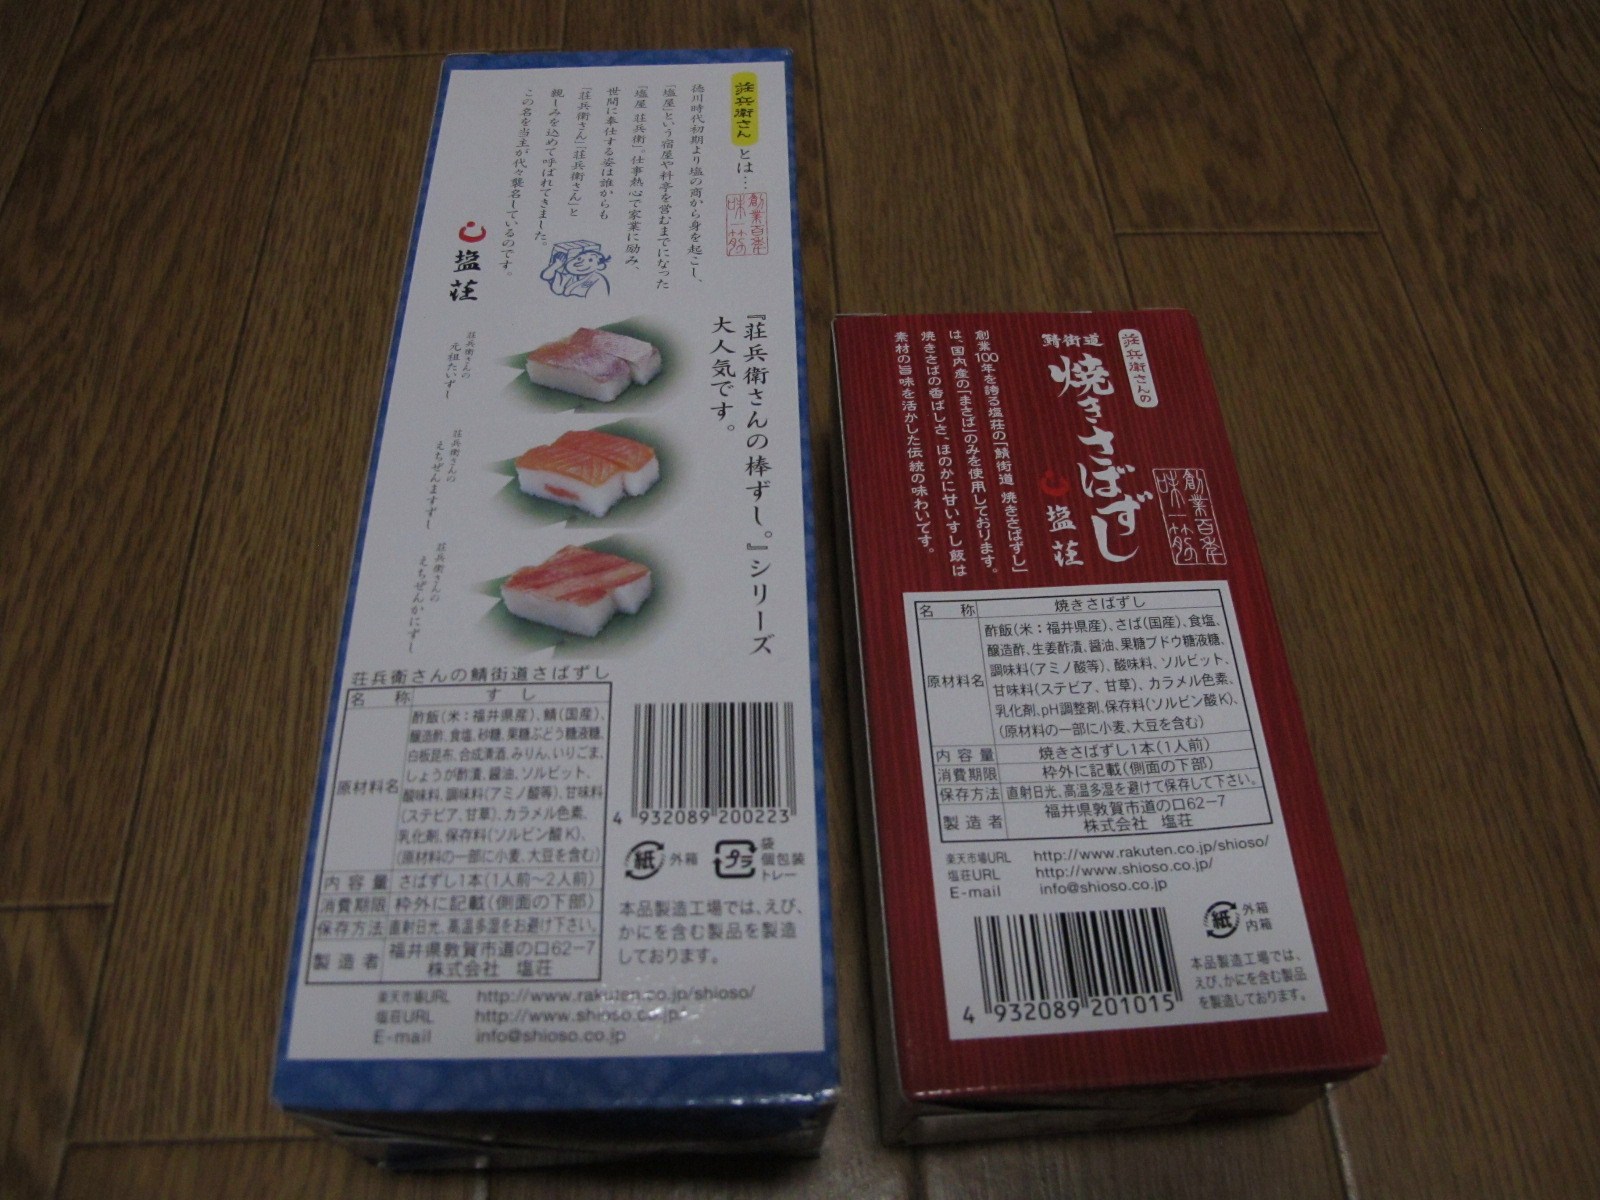 荘兵衛さん とは…
創業百年
味一筋
徳川時代初期より塩の商から身を起こし、
「塩屋」という宿屋や料亭を営むまでになった
「塩屋 荘兵衛」。仕事熱心で家業に励み、
世間に奉仕する姿は誰からも
「荘兵衛さん」「荘兵衛さん」と
親しみを込めて呼ばれてきました。
この名を当主が代々襲名しているのです。
塩荘
『荘兵衛さんの棒ずし。』シリーズ
大人気です。
荘兵衛さんの
元祖たいずし
荘兵衛さんの
えちぜんますずし
荘兵衛さんの
えちぜんかにずし
荘兵衛さんの鯖街道さばずし
名称 すし
原材料名 酢飯(米：福井県産)、鯖(国産)、
醸造酢、食塩、砂糖、果糖ぶどう糖液糖、
白板昆布、合成清酒、みりん、いりごま、
しょうが酢漬、醤油、ソルビット、
酸味料、調味料(アミノ酸等)、甘味料
(ステビア、甘草)、カラメル色素、
乳化剤、保存料(ソルビン酸K)、
(原材料の一部に小麦、大豆を含む)
内容量 さばずし1本(1人前〜2人前)
消費期限 枠外に記載(側面の下部)
保存方法 直射日光、高温多湿をお避け下さい。
製造者 福井県敦賀市道の口62-7
株式会社 塩荘
4 932089 200223
紙 外箱
プラ 袋
個包装
トレー
本品製造工場では、えび、
かにを含む製品を製造
しております。
楽天市場URL http://www.rakuten.co.jp/shioso/
塩荘URL http://www.shioso.co.jp/
E-mail info@shioso.co.jp
荘兵衛さんの
鯖街道 焼きさばずし
創業百年
味一筋
塩荘
創業100年を誇る塩荘の「鯖街道 焼きさばずし」
は、国内産の「まさば」のみを使用しております。
焼きさばの香ばしさ、ほのかに甘いすし飯は
素材の旨味を活かした伝統の味わいです。
名称 焼きさばずし
原材料名 酢飯(米：福井県産)、さば(国産)、食塩、
醸造酢、生姜酢漬、醤油、果糖ブドウ糖液糖、
調味料(アミノ酸等)、酸味料、ソルビット、
甘味料(ステビア、甘草)、カラメル色素、
乳化剤、pH調整剤、保存料(ソルビン酸K)、
(原材料の一部に小麦、大豆を含む)
内容量 焼きさばずし1本(1人前)
消費期限 枠外に記載(側面の下部)
保存方法 直射日光、高温多湿を避けて保存して下さい。
製造者 福井県敦賀市道の口62-7
株式会社 塩荘
楽天市場URL http://www.rakuten.co.jp/shioso/
塩荘URL http://www.shioso.co.jp/
E-mail info@shioso.co.jp
4 932089 201015
紙 外箱
内箱
本品製造工場では、
えび、かにを含む製品
を製造しております。